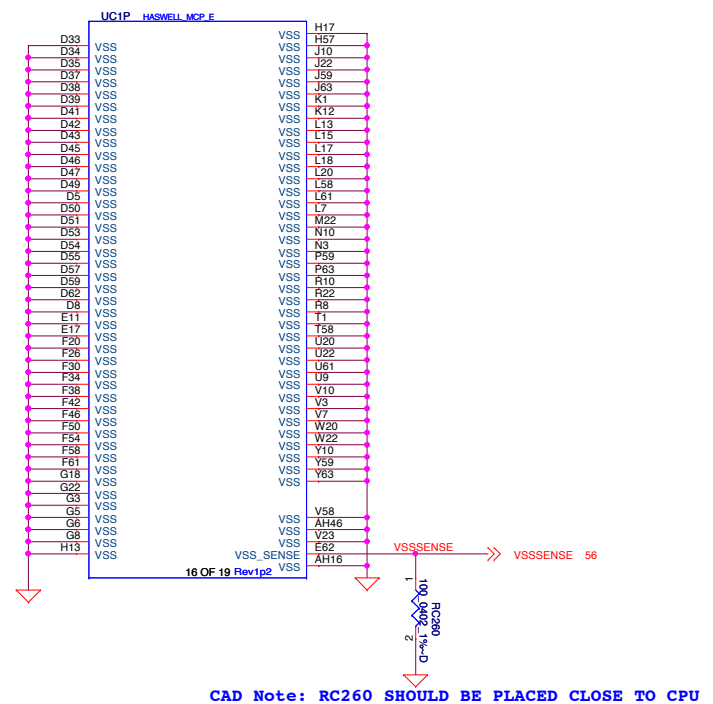 UC1P HASWELL_MCP_E
D33 VSS
D34 VSS
D35 VSS
D37 VSS
D38 VSS
D39 VSS
D41 VSS
D42 VSS
D43 VSS
D45 VSS
D46 VSS
D47 VSS
D49 VSS
D5 VSS
D50 VSS
D51 VSS
D53 VSS
D54 VSS
D55 VSS
D57 VSS
D59 VSS
D62 VSS
D8 VSS
E11 VSS
E17 VSS
F20 VSS
F26 VSS
F30 VSS
F34 VSS
F38 VSS
F42 VSS
F46 VSS
F50 VSS
F54 VSS
F58 VSS
F61 VSS
G18 VSS
G22 VSS
G3 VSS
G5 VSS
G6 VSS
G8 VSS
H13 VSS
VSS H17
VSS H57
VSS J10
VSS J22
VSS J59
VSS J63
VSS K1
VSS K12
VSS L13
VSS L15
VSS L17
VSS L18
VSS L20
VSS L58
VSS L61
VSS L7
VSS M22
VSS N10
VSS N3
VSS P59
VSS P63
VSS R10
VSS R22
VSS R8
VSS T1
VSS T58
VSS U20
VSS U22
VSS U61
VSS U9
VSS V10
VSS V3
VSS V7
VSS W20
VSS W22
VSS Y10
VSS Y59
VSS Y63
VSS V58
VSS AH46
VSS V23
VSS_SENSE E62
VSS AH16
16 OF 19 Rev1p2
VSSSENSE
VSSSENSE 56
1
2
RC260
100_0402_1%~D
CAD Note: RC260 SHOULD BE PLACED CLOSE TO CPU